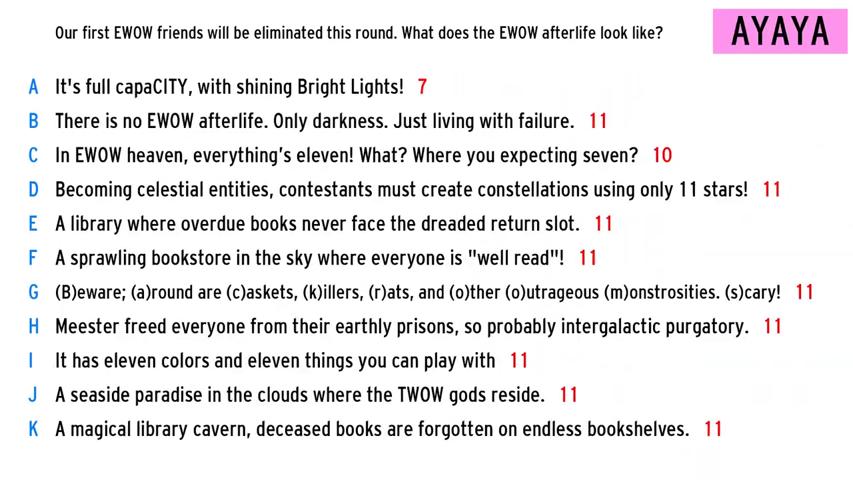 Our first EWOW friends will be eliminated this round. What does the EWOW afterlife look like?
AYAYA
A It's full capaCITY, with shining Bright Lights! 7
B There is no EWOW afterlife. Only darkness. Just living with failure. 11
C In EWOW heaven, everything's eleven! What? Where you expecting seven? 10
D Becoming celestial entities, contestants must create constellations using only 11 stars! 11
E A library where overdue books never face the dreaded return slot. 11
F A sprawling bookstore in the sky where everyone is "well read"! 11
G (B)eware; (a)round are (c)askets, (k)illers, (r)ats, and (o)ther (o)utrageous (m)onstrosities. (s)cary! 11
H Meester freed everyone from their earthly prisons, so probably intergalactic purgatory. 11
I It has eleven colors and eleven things you can play with 11
J A seaside paradise in the clouds where the TWOW gods reside. 11
K A magical library cavern, deceased books are forgotten on endless bookshelves. 11